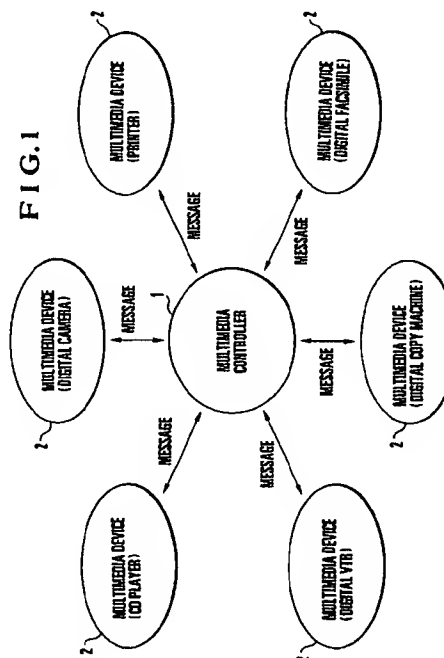 FIG.1
2
MULTIMEDIA DEVICE
(DIGITAL CAMERA)
2
MULTIMEDIA DEVICE
(CD PLAYER)
2
MULTIMEDIA DEVICE
(PRINTER)
MESSAGE
MESSAGE
MESSAGE
1
MULTIMEDIA
CONTROLLER
MESSAGE
MESSAGE
MESSAGE
2
MULTIMEDIA DEVICE
(DIGITAL VTR)
2
MULTIMEDIA DEVICE
(DIGITAL FACSIMILE)
2
MULTIMEDIA DEVICE
(DIGITAL COPY MACHINE)